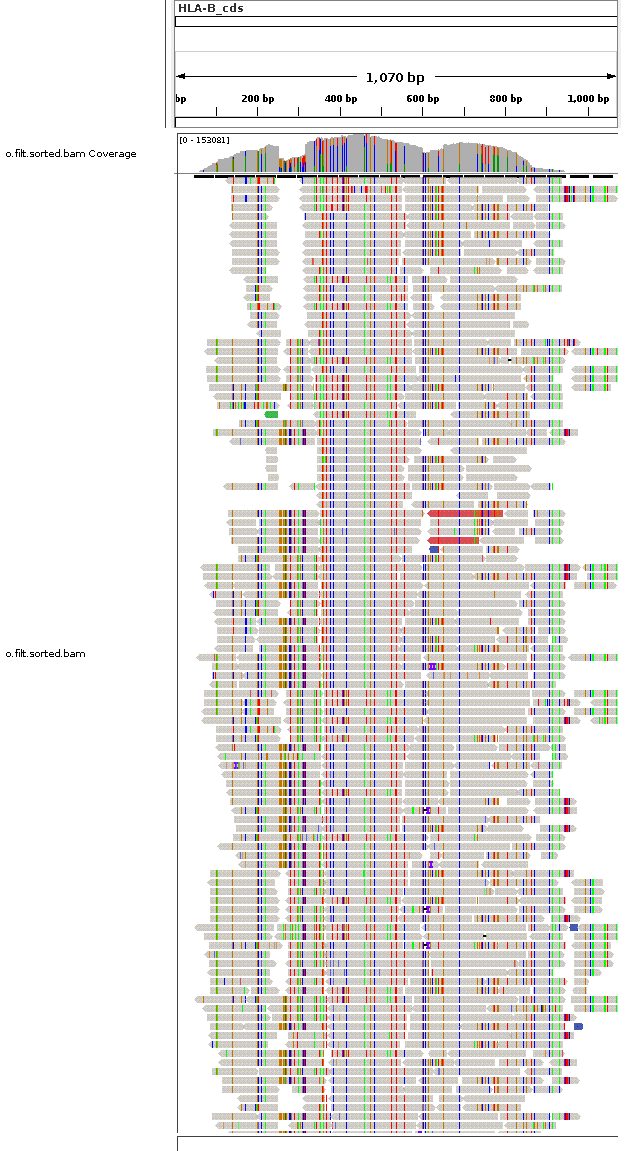 HLA-B_cds
1,070 bp
bp 200 bp 400 bp 600 bp 800 bp 1,000 bp
[0 - 153081]
o.filt.sorted.bam Coverage
o.filt.sorted.bam